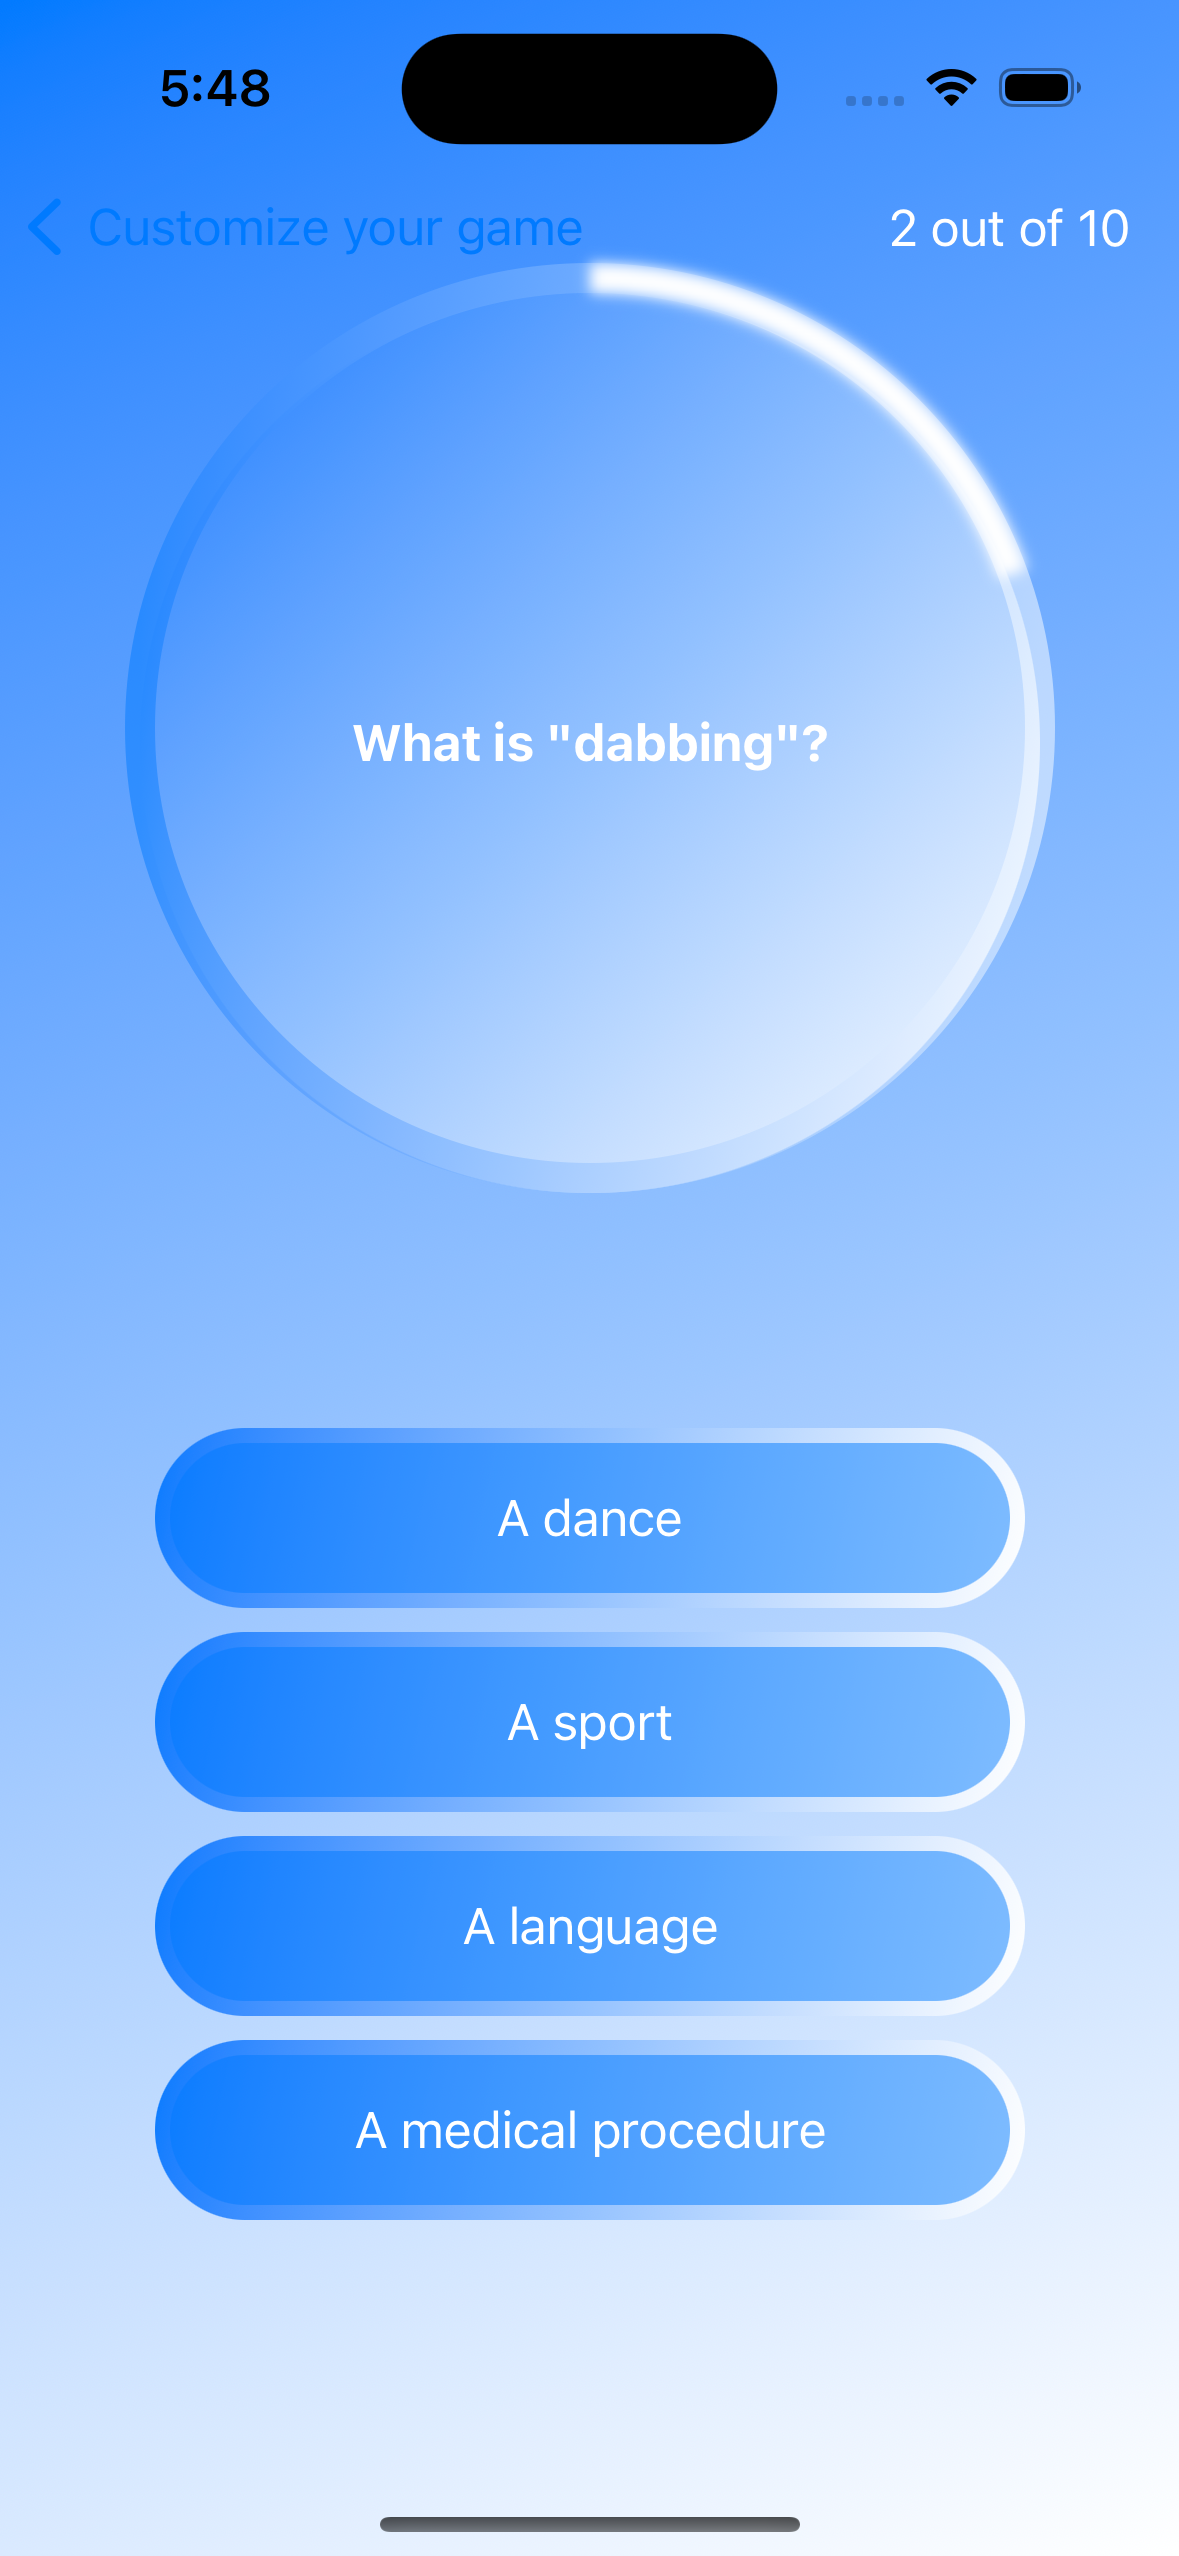 5:48
Customize your game
2 out of 10
What is "dabbing"?
A dance
A sport
A language
A medical procedure